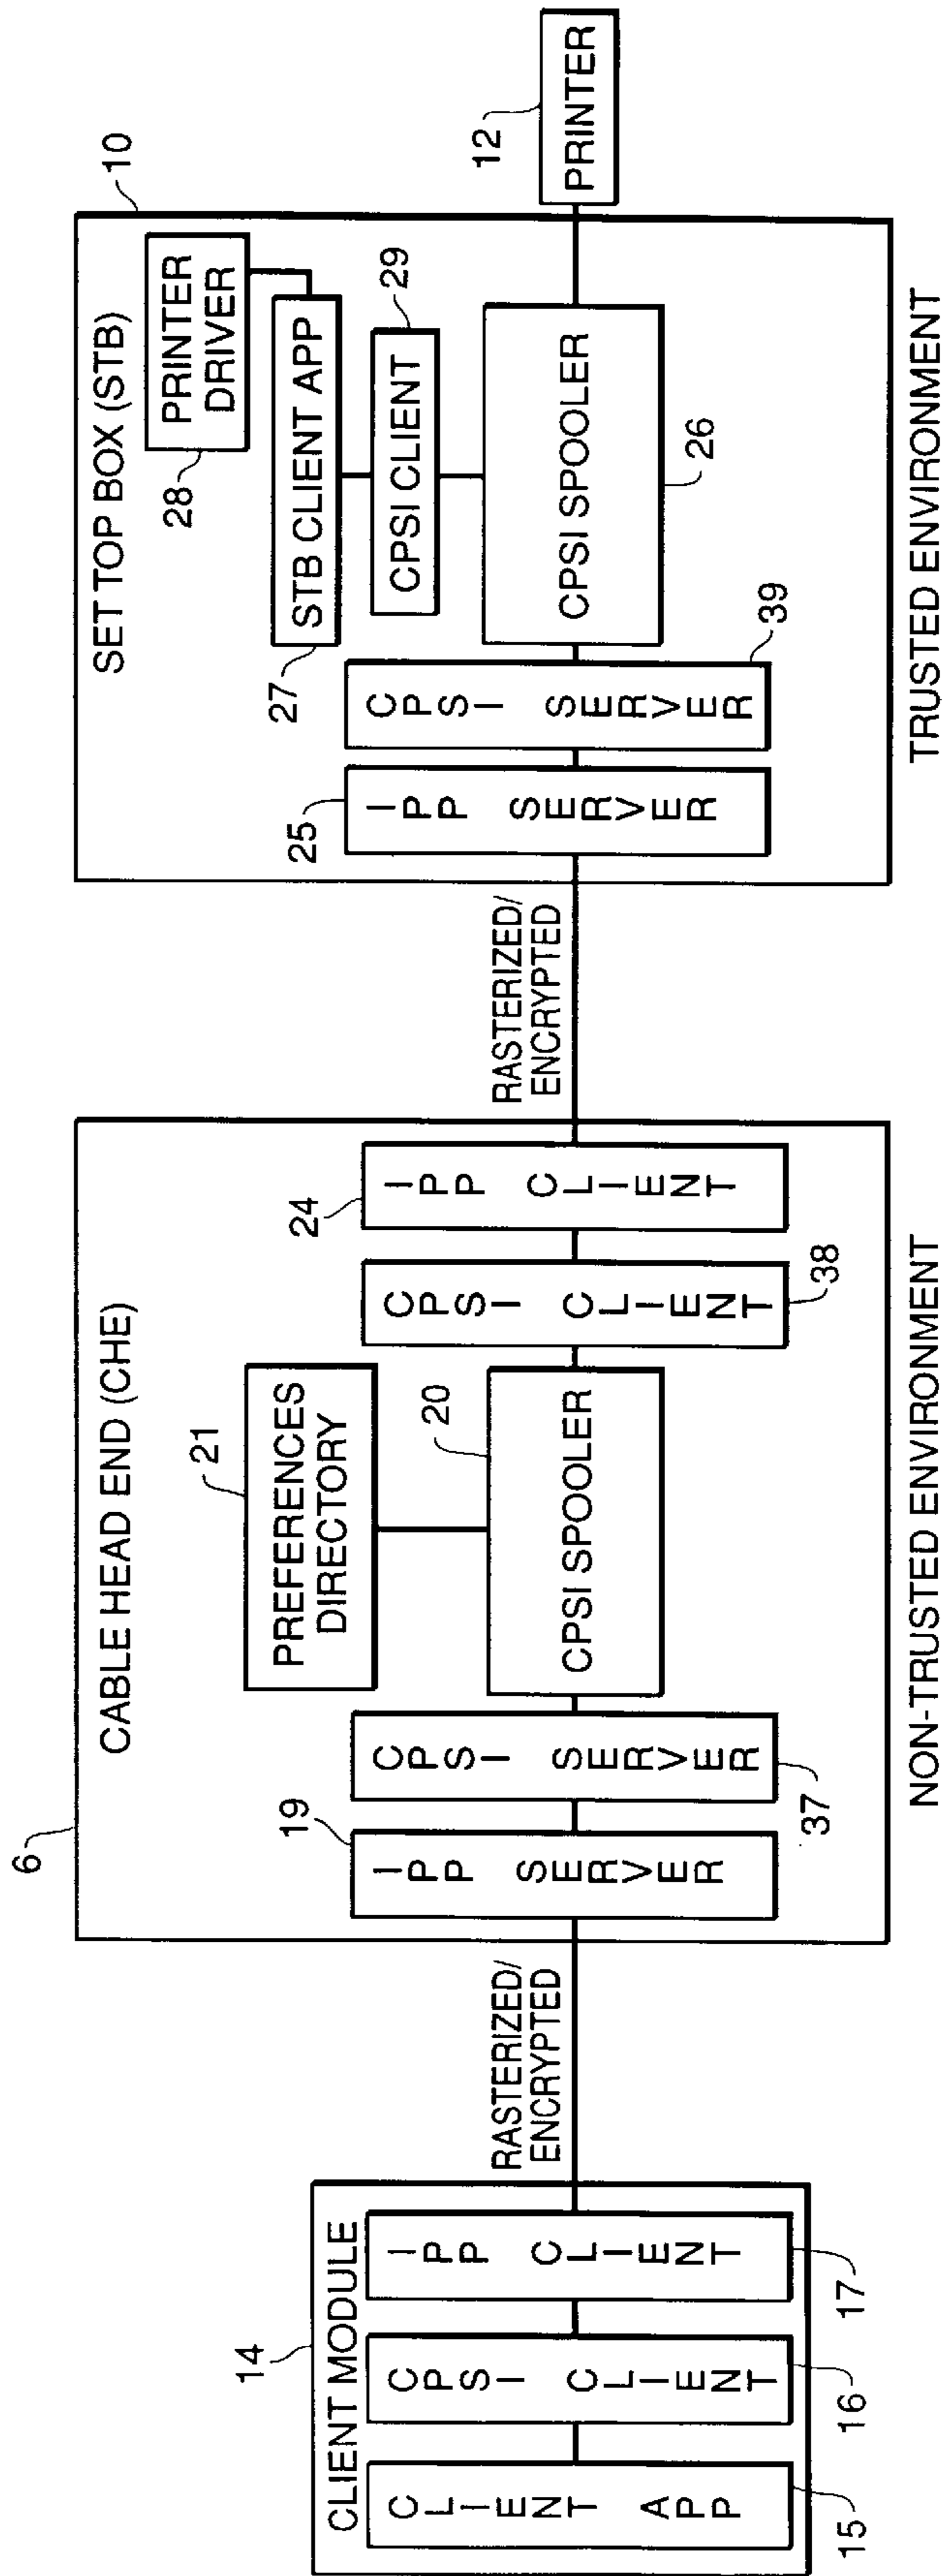 14
CLIENT MODULE
CLIENT APP
15
CPSI CLIENT
16
IPP CLIENT
17
RASTERIZED/
ENCRYPTED
6
CABLE HEAD END (CHE)
19
IPP SERVER
CPSI SERVER
37
21
PREFERENCES
DIRECTORY
20
CPSI SPOOLER
CPSI CLIENT
38
24
IPP CLIENT
NON-TRUSTED ENVIRONMENT
RASTERIZED/
ENCRYPTED
10
SET TOP BOX (STB)
25
IPP SERVER
CPSI SERVER
39
PRINTER
DRIVER
28
STB CLIENT APP
27
CPSI CLIENT
29
CPSI SPOOLER
26
TRUSTED ENVIRONMENT
12
PRINTER